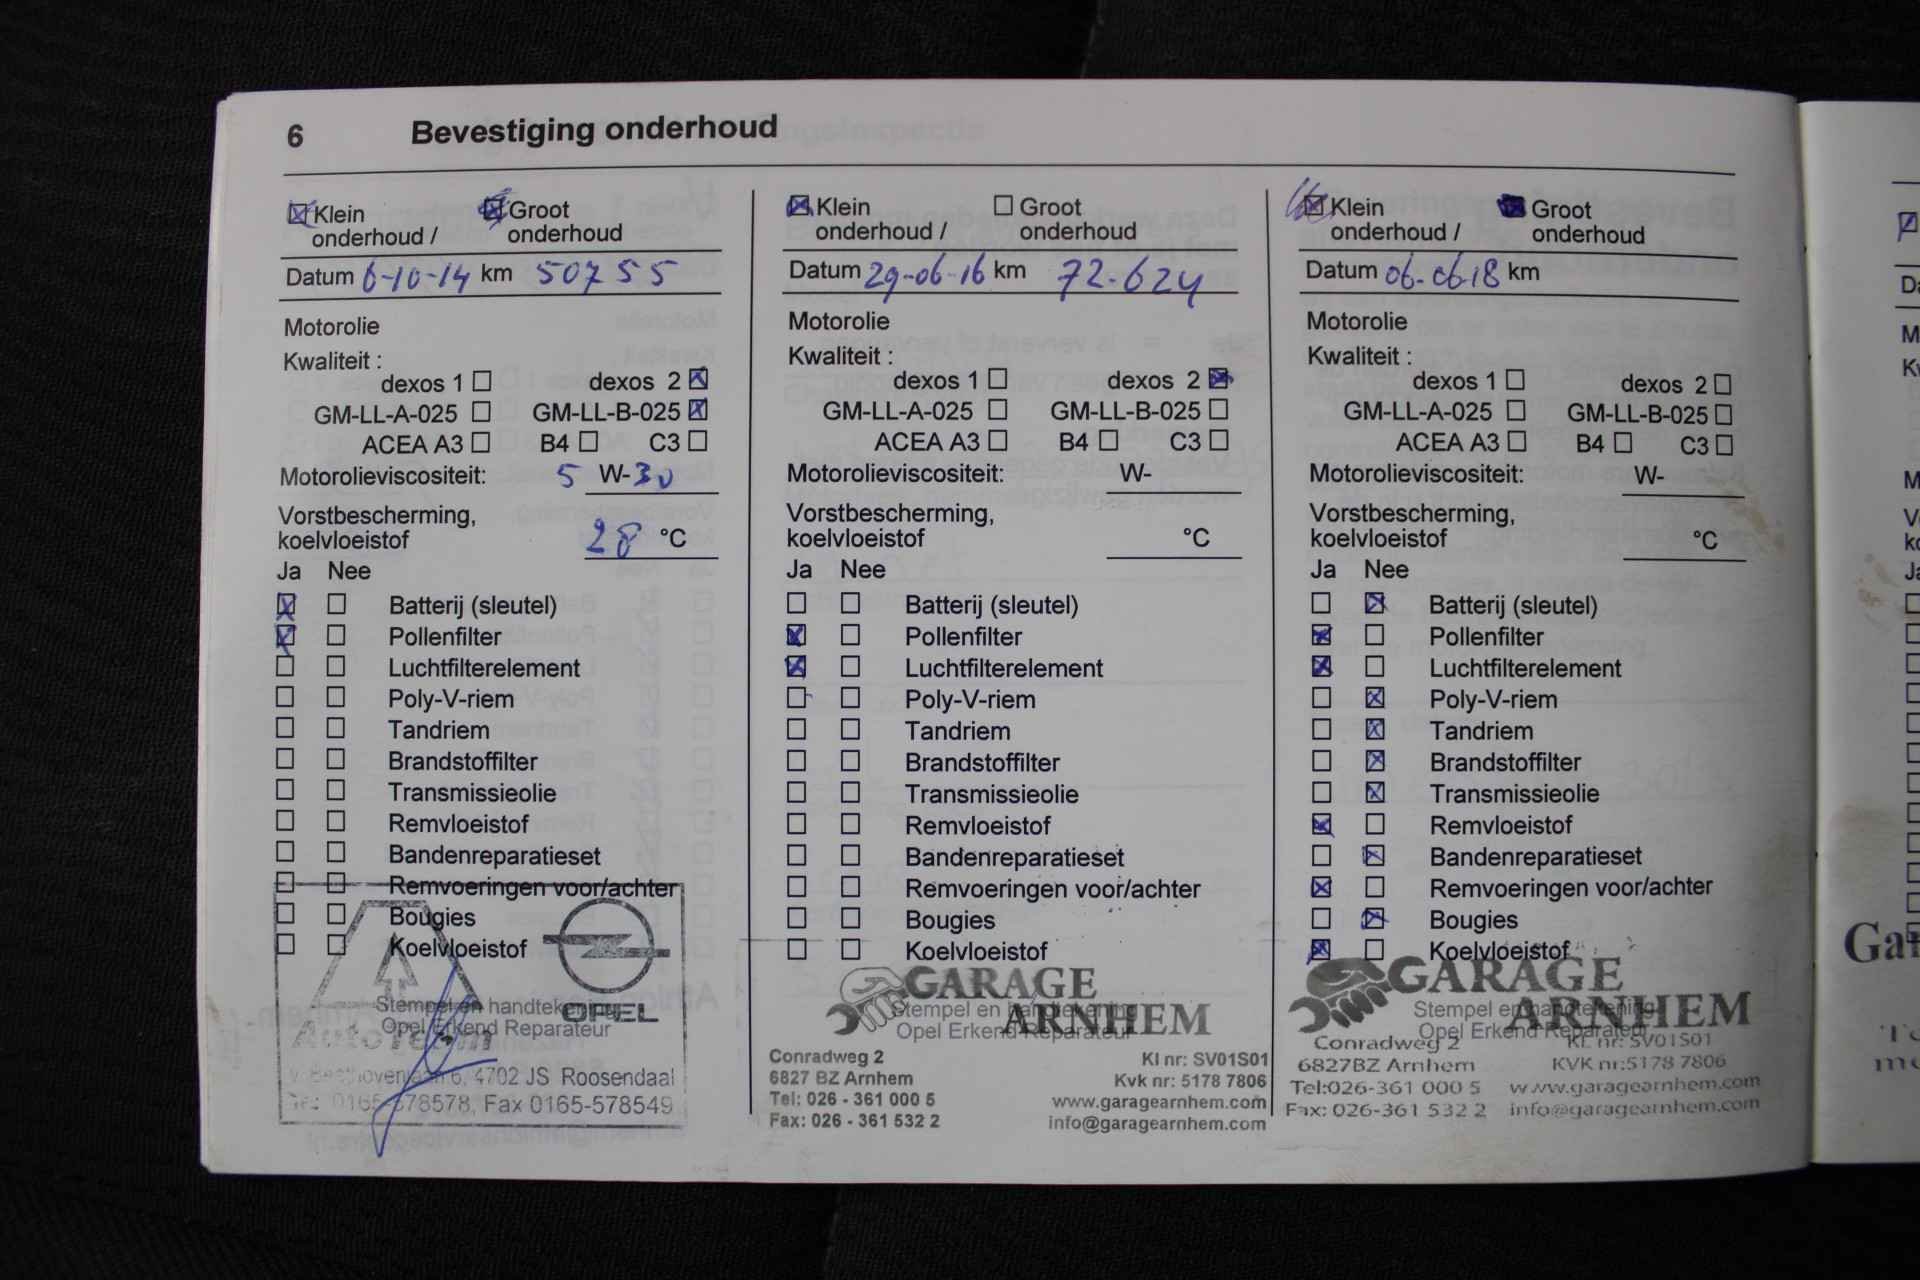 6 Bevestiging onderhoud
Klein onderhoud / Groot onderhoud
Datum 6-10-14 km 50755
Motorolie
Kwaliteit :
dexos 1 dexos 2
GM-LL-A-025 GM-LL-B-025
ACEA A3 B4 C3
Motorolieviscositeit: 5 W-30
Vorstbescherming,
koelvloeistof 28 °C
Ja Nee
Batterij (sleutel)
Pollenfilter
Luchtfilterelement
Poly-V-riem
Tandriem
Brandstoffilter
Transmissieolie
Remvloeistof
Bandenreparatieset
Remvoeringen voor/achter
Bougies
Koelvloeistof
Stempel en handtekening
OPEL
Opel Erkend Reparateur
4702 JS Roosendaal
0165-578578, Fax 0165-578549
Klein onderhoud / Groot onderhoud
Datum 29-06-16 km 72.624
Motorolie
Kwaliteit :
dexos 1 dexos 2
GM-LL-A-025 GM-LL-B-025
ACEA A3 B4 C3
Motorolieviscositeit: W-
Vorstbescherming,
koelvloeistof °C
Ja Nee
Batterij (sleutel)
Pollenfilter
Luchtfilterelement
Poly-V-riem
Tandriem
Brandstoffilter
Transmissieolie
Remvloeistof
Bandenreparatieset
Remvoeringen voor/achter
Bougies
Koelvloeistof
GARAGE
Stempel en handtekening
ARNHEM
Opel Erkend Reparateur
Conradweg 2 Kl nr: SV01S01
6827 BZ Arnhem Kvk nr: 5178 7806
Tel: 026 - 361 000 5 www.garagearnhem.com
Fax: 026 - 361 532 2 info@garagearnhem.com
Klein onderhoud / Groot onderhoud
Datum 06-0618 km
Motorolie
Kwaliteit :
dexos 1 dexos 2
GM-LL-A-025 GM-LL-B-025
ACEA A3 B4 C3
Motorolieviscositeit: W-
Vorstbescherming,
koelvloeistof °C
Ja Nee
Batterij (sleutel)
Pollenfilter
Luchtfilterelement
Poly-V-riem
Tandriem
Brandstoffilter
Transmissieolie
Remvloeistof
Bandenreparatieset
Remvoeringen voor/achter
Bougies
Koelvloeistof
GARAGE
Stempel en handtekening
ARNHEM
Opel Erkend Reparateur
Conradweg 2 KL nr: SV01S01
6827BZ Arnhem KVK nr:5178 7806
Tel:026-361 000 5 www.garagearnhem.com
Fax: 026-361 532 2 info@garagearnhem.com